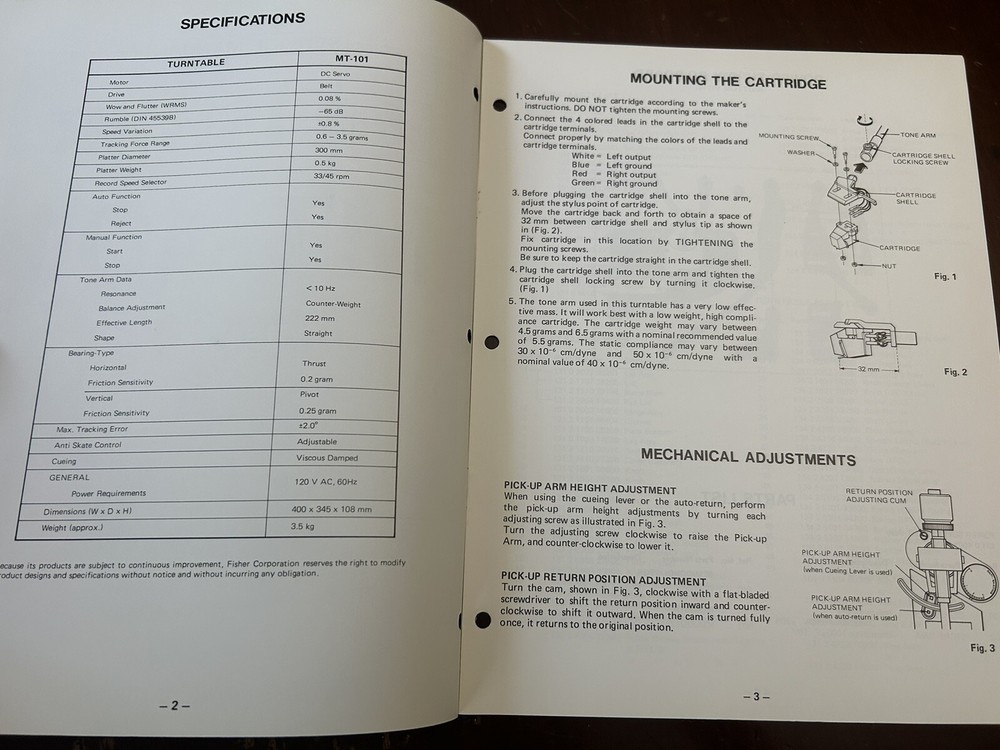 SPECIFICATIONS
TURNTABLE MT-101
Motor DC Servo
Drive Belt
Wow and Flutter (WRMS) 0.08 %
Rumble (DIN 45539B) −65 dB
Speed Variation ±0.8 %
Tracking Force Range 0.6 − 3.5 grams
Platter Diameter 300 mm
Platter Weight 0.5 kg
Record Speed Selector 33/45 rpm
Auto Function
Stop Yes
Reject Yes
Manual Function
Start Yes
Stop Yes
Tone Arm Data
Resonance < 10 Hz
Balance Adjustment Counter-Weight
Effective Length 222 mm
Shape Straight
Bearing-Type
Horizontal Thrust
Friction Sensitivity 0.2 gram
Vertical Pivot
Friction Sensitivity 0.25 gram
Max. Tracking Error ±2.0°
Anti Skate Control Adjustable
Cueing Viscous Damped
GENERAL
Power Requirements 120 V AC, 60Hz
Dimensions (W x D x H) 400 x 345 x 108 mm
Weight (approx.) 3.5 kg
ecause its products are subject to continuous improvement, Fisher Corporation reserves the right to modify
roduct designs and specifications without notice and without incurring any obligation.
− 2 −
MOUNTING THE CARTRIDGE
1. Carefully mount the cartridge according to the maker's
instructions. DO NOT tighten the mounting screws.
2. Connect the 4 colored leads in the cartridge shell to the
cartridge terminals.
Connect properly by matching the colors of the leads and
cartridge terminals.
White = Left output
Blue = Left ground
Red = Right output
Green = Right ground
3. Before plugging the cartridge shell into the tone arm,
adjust the stylus point of cartridge.
Move the cartridge back and forth to obtain a space of
32 mm between cartridge shell and stylus tip as shown
in (Fig. 2).
Fix cartridge in this location by TIGHTENING the
mounting screws.
Be sure to keep the cartridge straight in the cartridge shell.
4. Plug the cartridge shell into the tone arm and tighten the
cartridge shell locking screw by turning it clockwise.
(Fig. 1)
5. The tone arm used in this turntable has a very low effec-
tive mass. It will work best with a low weight, high compli-
ance cartridge. The cartridge weight may vary between
4.5 grams and 6.5 grams with a nominal recommended value
of 5.5 grams. The static compliance may vary between
30 x 10⁻⁶ cm/dyne and 50 x 10⁻⁶ cm/dyne with a
nominal value of 40 x 10⁻⁶ cm/dyne.
MOUNTING SCREW
WASHER
TONE ARM
CARTRIDGE SHELL
LOCKING SCREW
CARTRIDGE
SHELL
CARTRIDGE
NUT
Fig. 1
32 mm
Fig. 2
MECHANICAL ADJUSTMENTS
PICK-UP ARM HEIGHT ADJUSTMENT
When using the cueing lever or the auto-return, perform
the pick-up arm height adjustments by turning each
adjusting screw as illustrated in Fig. 3.
Turn the adjusting screw clockwise to raise the Pick-up
Arm, and counter-clockwise to lower it.
PICK-UP RETURN POSITION ADJUSTMENT
Turn the cam, shown in Fig. 3, clockwise with a flat-bladed
screwdriver to shift the return position inward and counter-
clockwise to shift it outward. When the cam is turned fully
once, it returns to the original position.
RETURN POSITION
ADJUSTING CUM
PICK-UP ARM HEIGHT
ADJUSTMENT
(when Cueing Lever is used)
PICK-UP ARM HEIGHT
ADJUSTMENT
(when auto-return is used)
Fig. 3
− 3 −